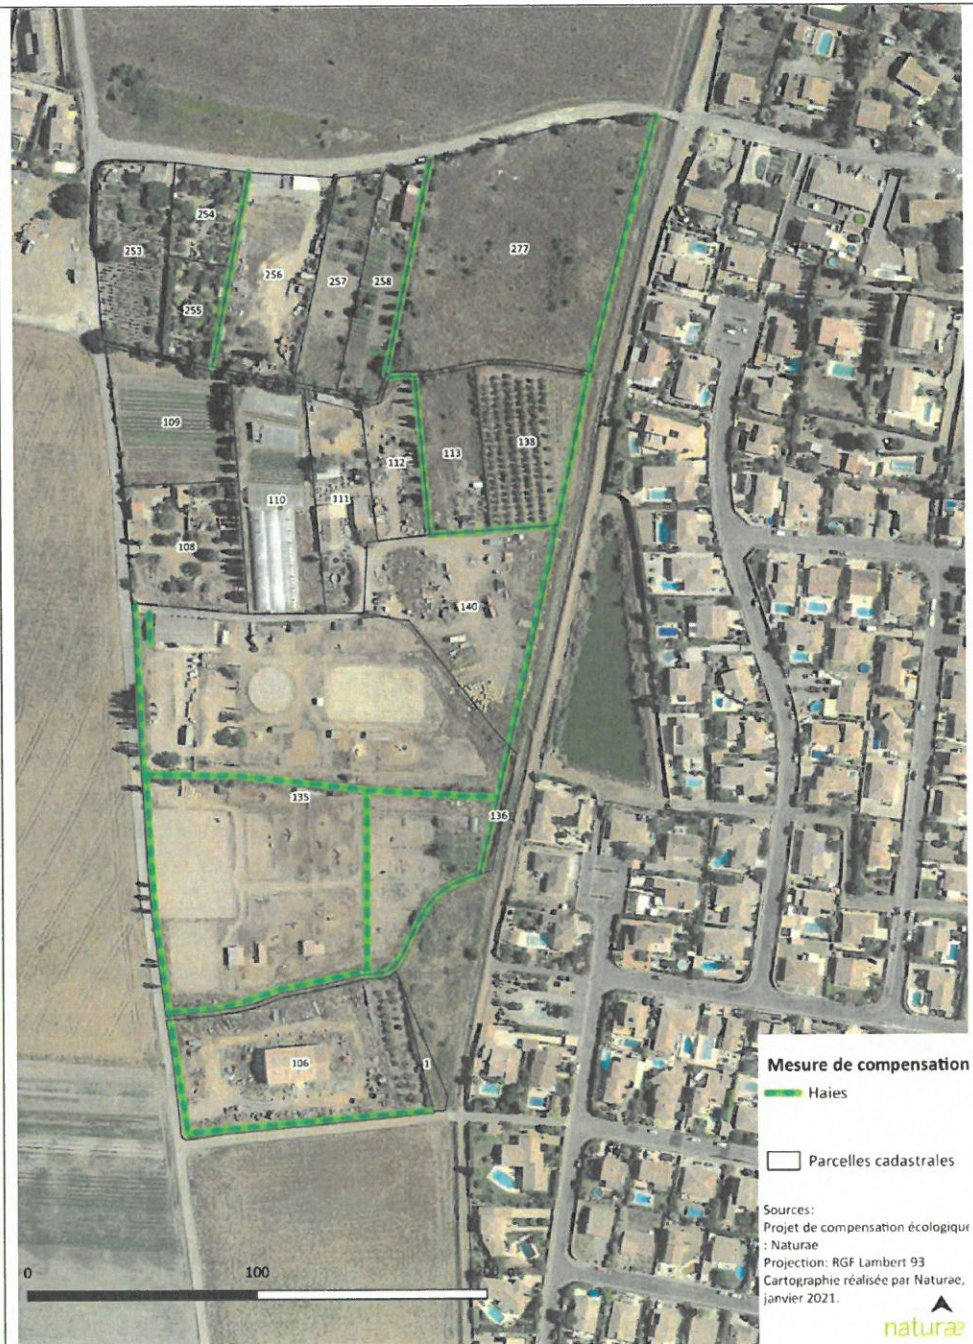 254
253
277
256
257
258
255
109
113
138
112
110
111
108
140
135
136
106
1
Mesure de compensation
Haies
Parcelles cadastrales
Sources:
Projet de compensation écologique
: Naturae
Projection: RGF Lambert 93
Cartographie réalisée par Naturae,
janvier 2021.
naturae
0 100